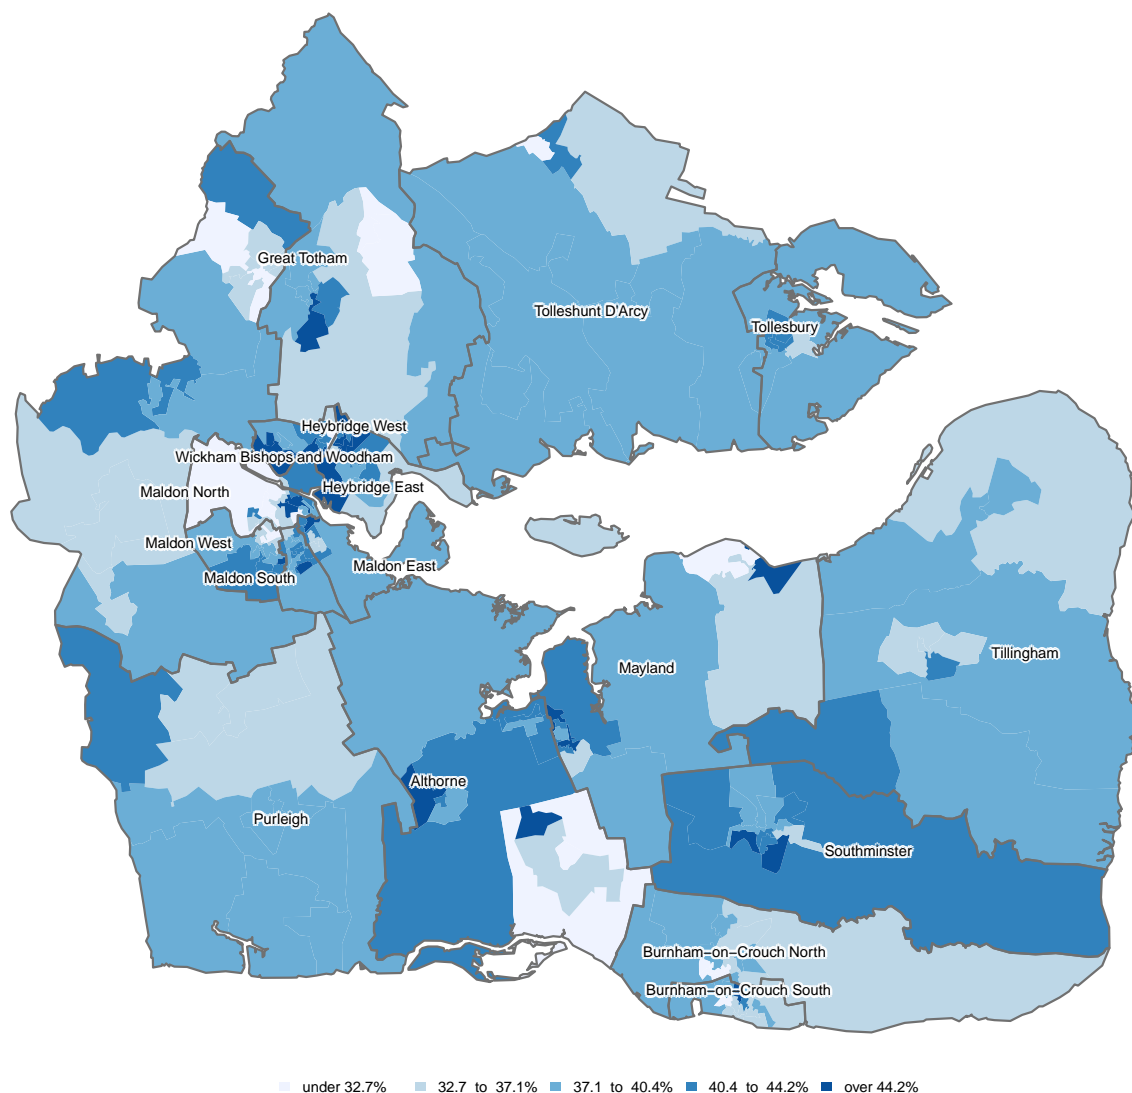 Great Totham
Tolleshunt D'Arcy
Tollesbury
Heybridge West
Wickham Bishops and Woodham
Heybridge East
Maldon North
Maldon West
Maldon East
Maldon South
Tillingham
Mayland
Althorne
Purleigh
Southminster
Burnham−on−Crouch North
Burnham−on−Crouch South
under 32.7% 32.7 to 37.1% 37.1 to 40.4% 40.4 to 44.2% over 44.2%